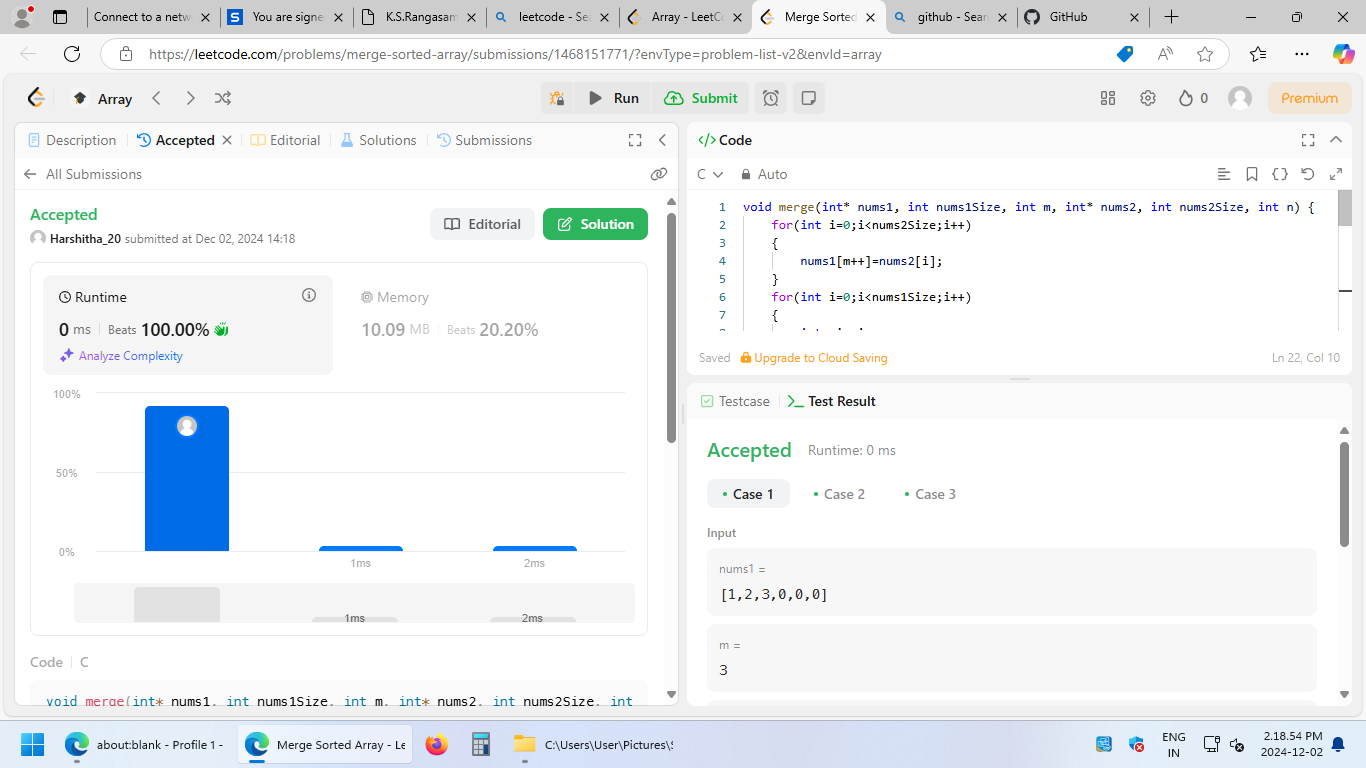 Connect to a netw
You are signe
K.S.Rangasam
leetcode - Sea
Array - LeetCo
Merge Sorted
github - Sear
GitHub
https://leetcode.com/problems/merge-sorted-array/submissions/1468151771/?envType=problem-list-v2&envId=array
Array
Run
Submit
0
Premium
Description
Accepted
Editorial
Solutions
Submissions
All Submissions
Accepted
Harshitha_20 submitted at Dec 02, 2024 14:18
Editorial
Solution
Runtime
0 ms | Beats 100.00%
Analyze Complexity
Memory
10.09 MB | Beats 20.20%
100%
50%
0%
1ms
2ms
1ms
2ms
Code | C
void merge(int* nums1, int nums1Size, int m, int* nums2, int nums2Size, int
</> Code
C
Auto
1 void merge(int* nums1, int nums1Size, int m, int* nums2, int nums2Size, int n) {
2 for(int i=0;i<nums2Size;i++)
3 {
4 nums1[m++]=nums2[i];
5 }
6 for(int i=0;i<nums1Size;i++)
7 {
Saved
Upgrade to Cloud Saving
Ln 22, Col 10
Testcase
Test Result
Accepted
Runtime: 0 ms
Case 1
Case 2
Case 3
Input
nums1 =
[1,2,3,0,0,0]
m =
3
about:blank - Profile 1 -
Merge Sorted Array - Le
C:\Users\User\Pictures\S
ENG
IN
2.18.54 PM
2024-12-02